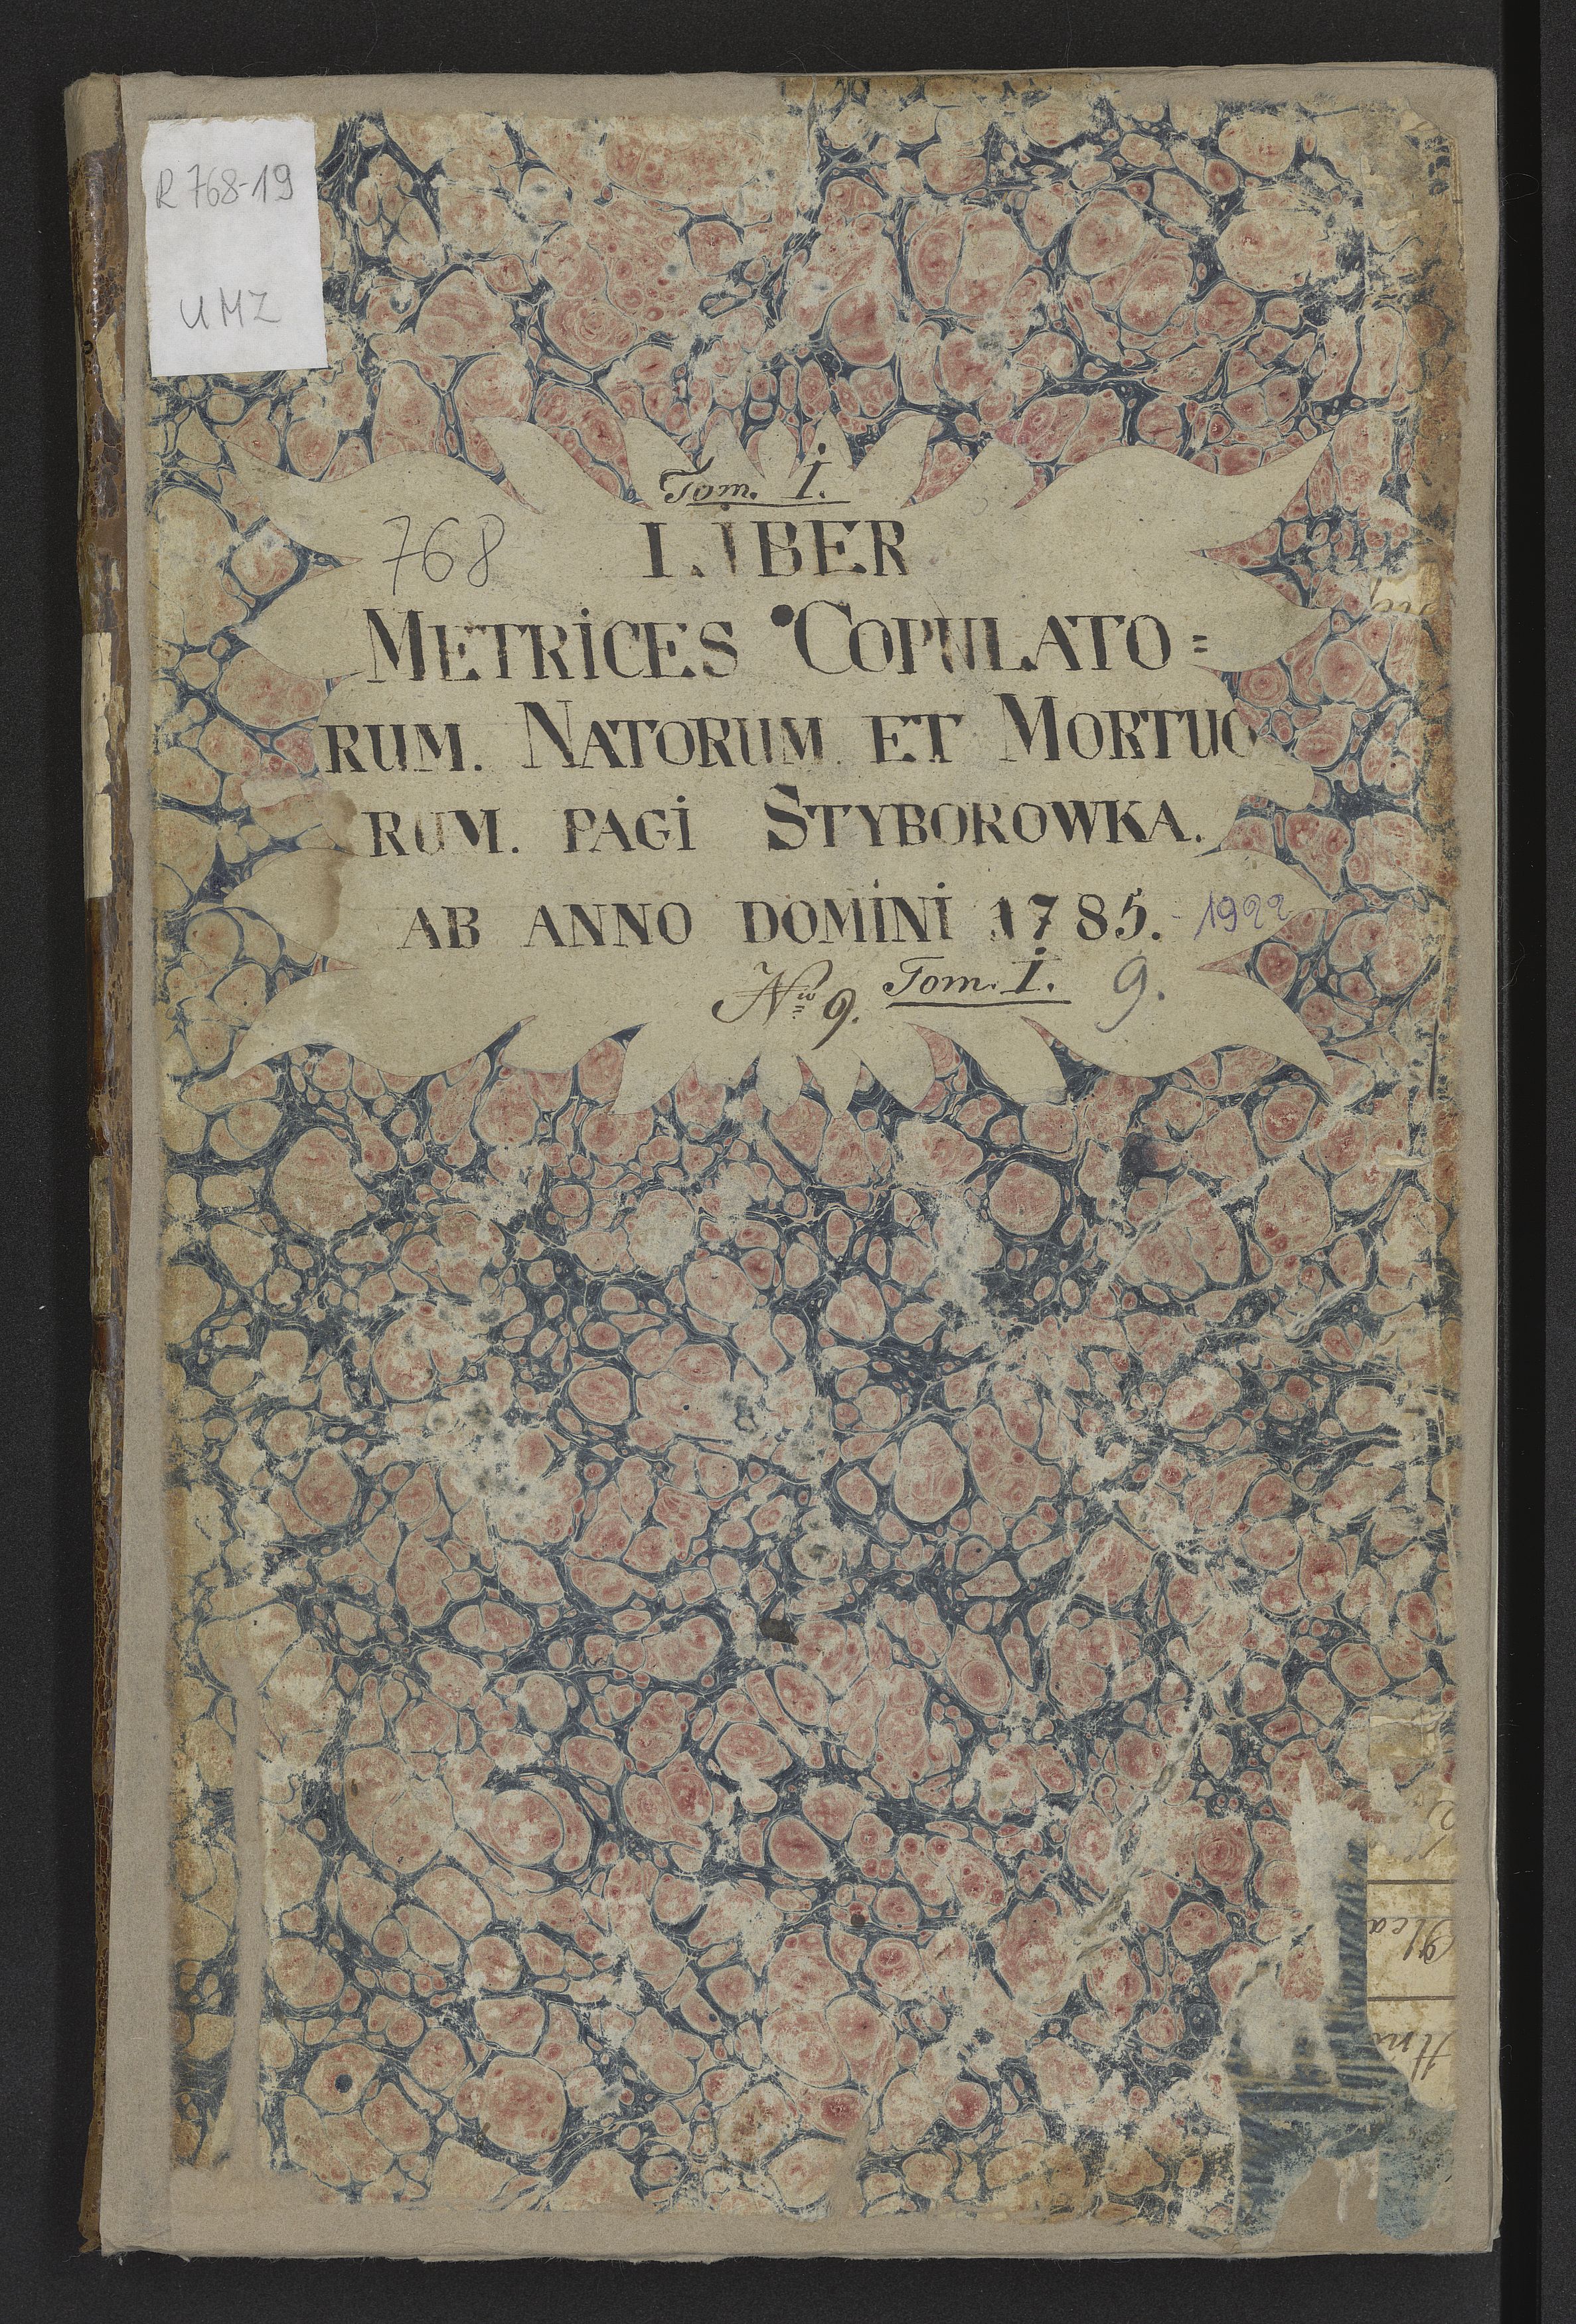 R 768-19
UMZ
Tom. I.
768 LIBER
METRICES COPULATO=
RUM. NATORUM ET MORTUO
RUM. PAGI STYBOROWKA.
AB ANNO DOMINI 1785. - 1922
Nro 9. Tom. I. 9.